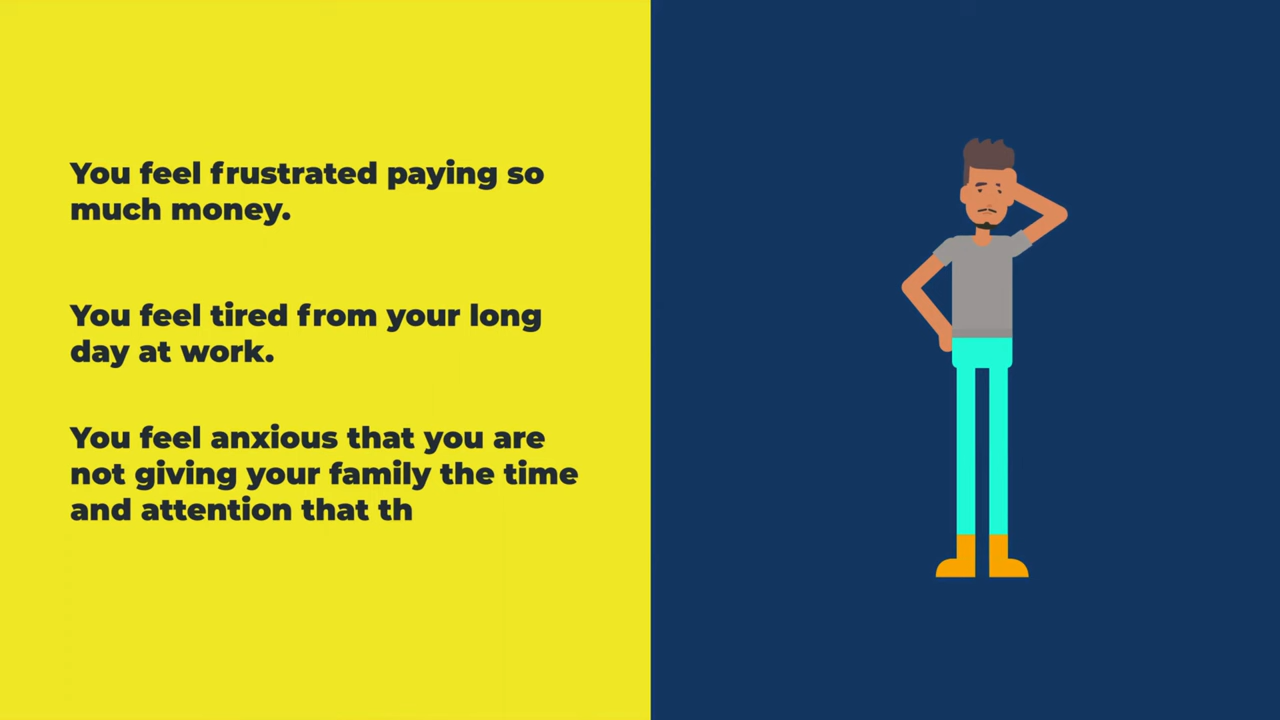 You feel frustrated paying so
much money.
You feel tired from your long
day at work.
You feel anxious that you are
not giving your family the time
and attention that th